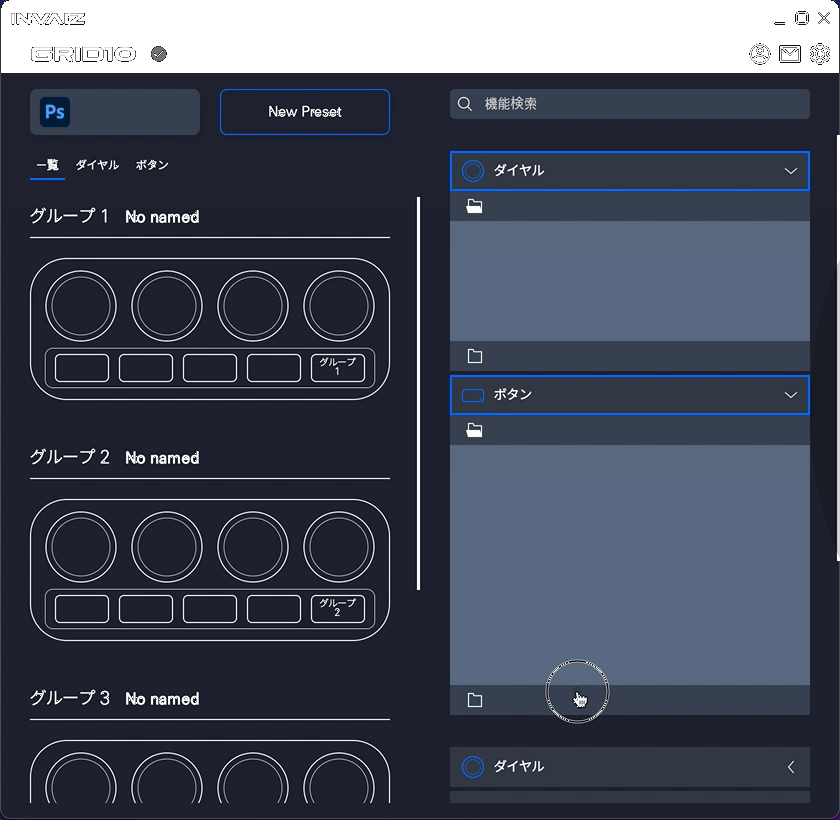 INVAIZ
GRID10
Ps
New Preset
機能検索
一覧 ダイヤル ボタン
ダイヤル
グループ 1 No named
グループ
1
ボタン
グループ 2 No named
グループ
2
グループ 3 No named
ダイヤル